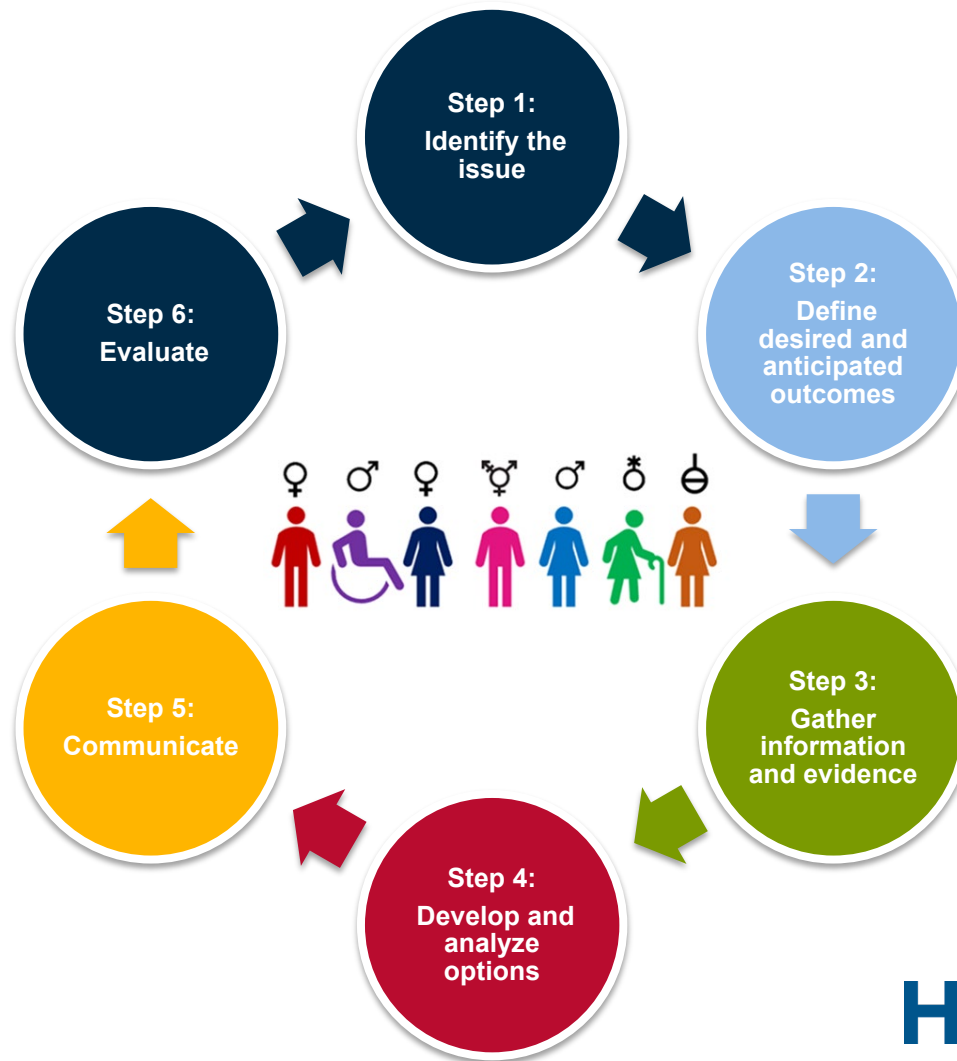 Step 1:
Identify the
issue
Step 2:
Define
desired and
anticipated
outcomes
Step 3:
Gather
information
and evidence
Step 4:
Develop and
analyze
options
Step 5:
Communicate
Step 6:
Evaluate
H